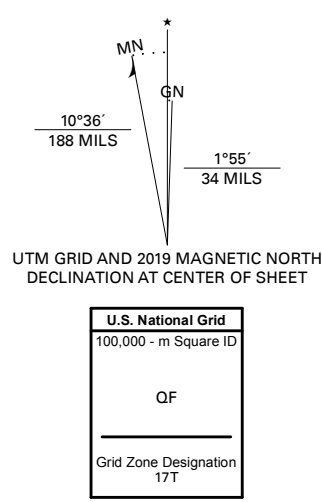 ★
MN
GN
10°36´
188 MILS
1°55´
34 MILS
UTM GRID AND 2019 MAGNETIC NORTH
DECLINATION AT CENTER OF SHEET
U.S. National Grid
100,000 - m Square ID
QF
Grid Zone Designation
17T